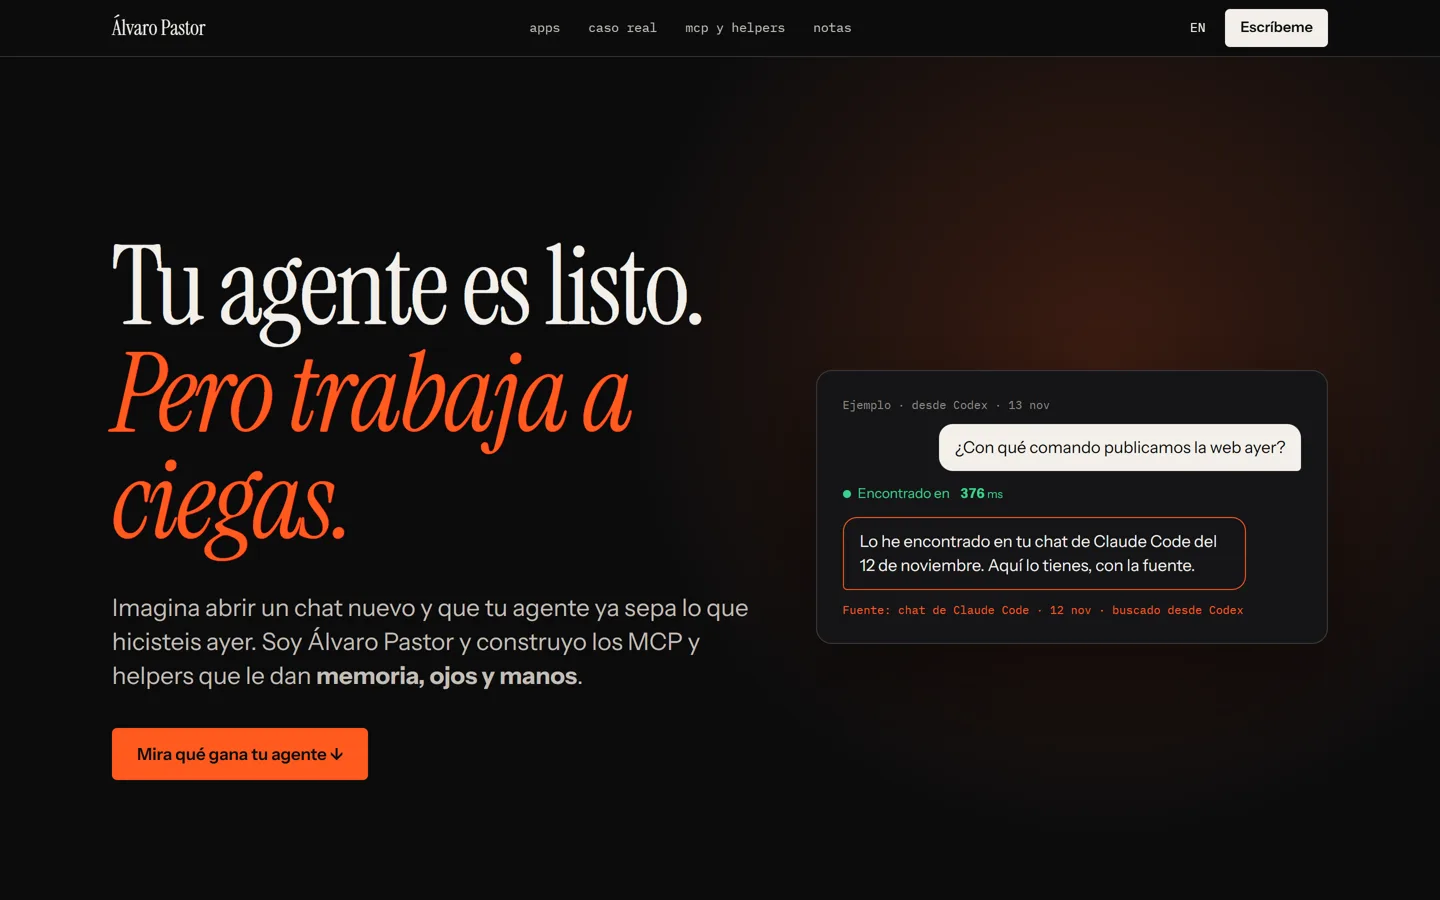 Álvaro Pastor
apps
caso real
mcp y helpers
notas
EN
Escríbeme
Tu agente es listo.
Pero trabaja a
ciegas.
Imagina abrir un chat nuevo y que tu agente ya sepa lo que
hicisteis ayer. Soy Álvaro Pastor y construyo los MCP y
helpers que le dan memoria, ojos y manos.
Mira qué gana tu agente ↓
Ejemplo · desde Codex · 13 nov
¿Con qué comando publicamos la web ayer?
Encontrado en 376 ms
Lo he encontrado en tu chat de Claude Code del
12 de noviembre. Aquí lo tienes, con la fuente.
Fuente: chat de Claude Code · 12 nov · buscado desde Codex